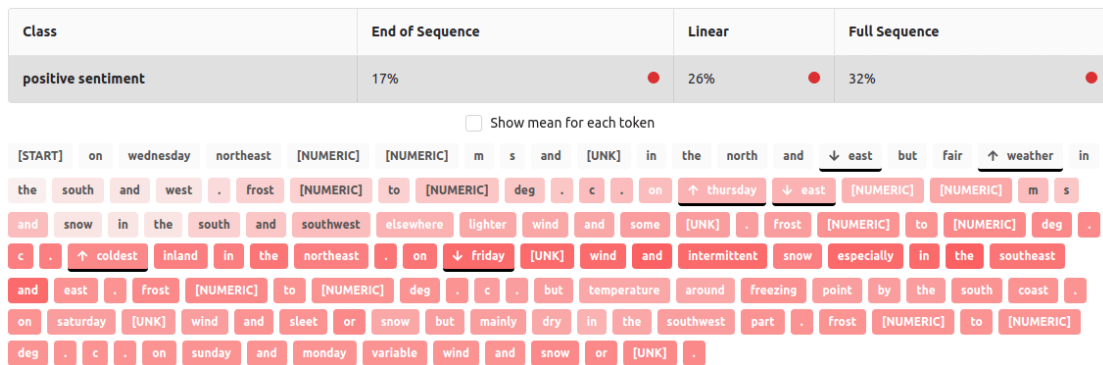 Class End of Sequence Linear Full Sequence
positive sentiment 17% 26% 32%
Show mean for each token
[START] on wednesday northeast [NUMERIC] [NUMERIC] m s and [UNK] in the north and ↓ east but fair ↑ weather in
the south and west . frost [NUMERIC] to [NUMERIC] deg . c . on ↑ thursday ↓ east [NUMERIC] [NUMERIC] m s
and snow in the south and southwest elsewhere lighter wind and some [UNK] . frost [NUMERIC] to [NUMERIC] deg .
c . ↑ coldest inland in the northeast . on ↓ friday [UNK] wind and intermittent snow especially in the southeast
and east . frost [NUMERIC] to [NUMERIC] deg . c . but temperature around freezing point by the south coast .
on saturday [UNK] wind and sleet or snow but mainly dry in the southwest part . frost [NUMERIC] to [NUMERIC]
deg . c . on sunday and monday variable wind and snow or [UNK] .